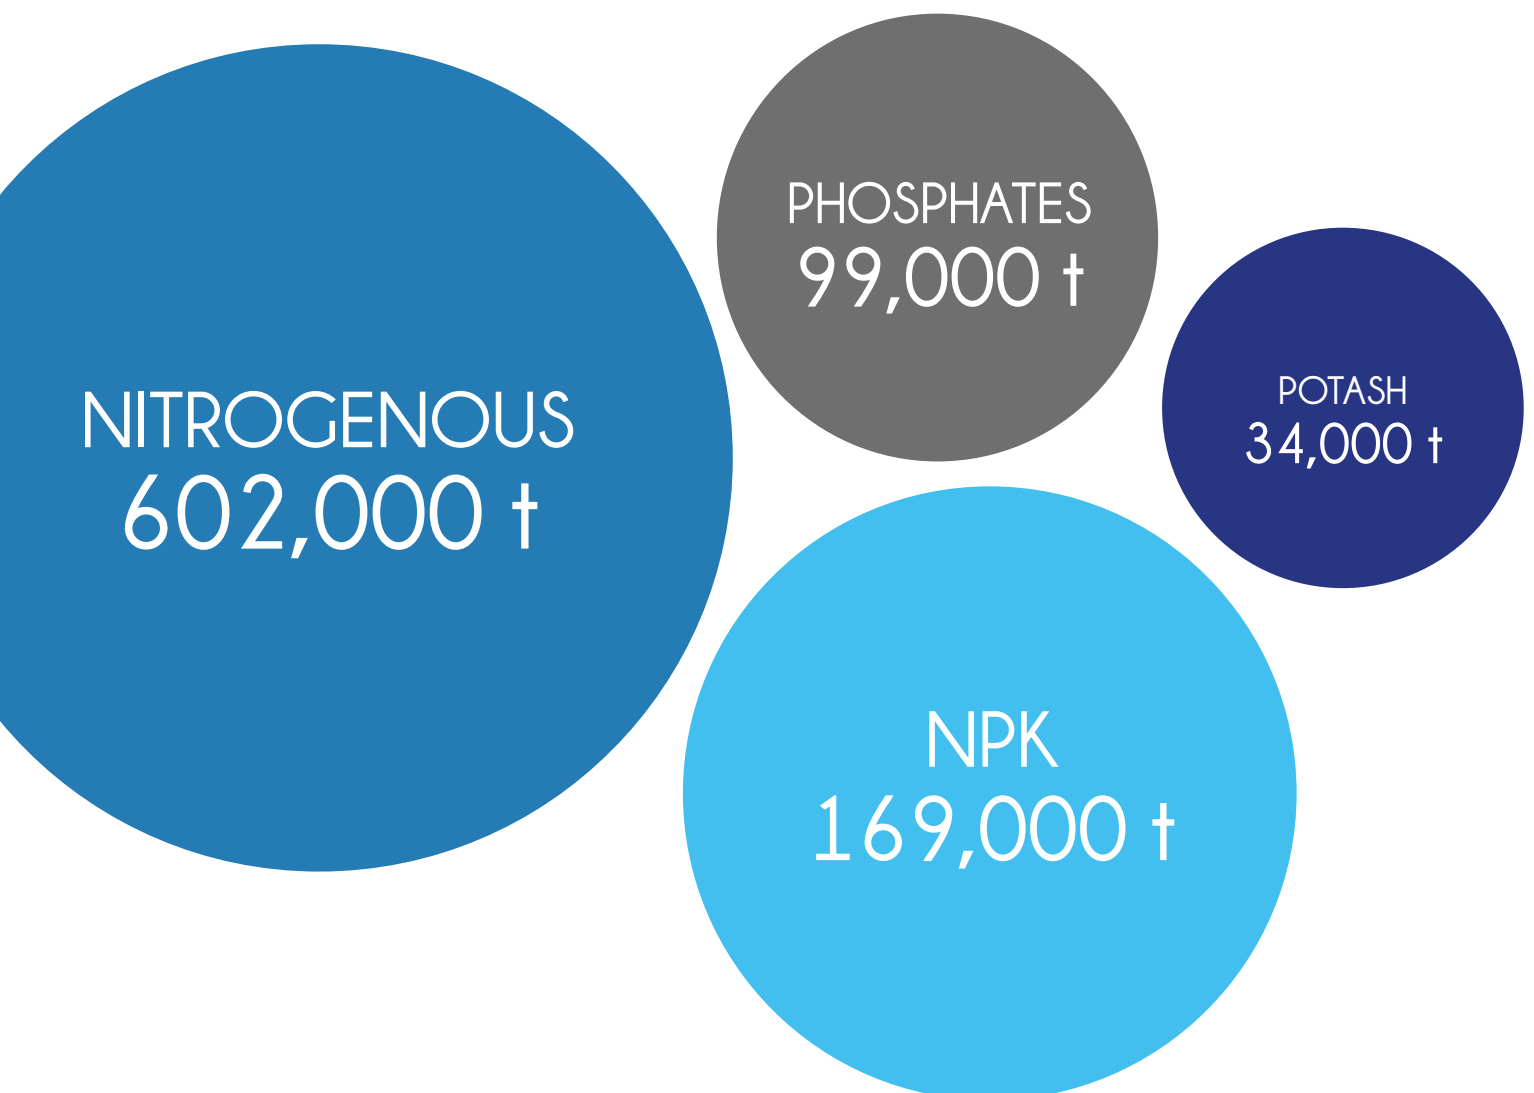 NITROGENOUS
602,000 t
PHOSPHATES
99,000 t
POTASH
34,000 t
NPK
169,000 t